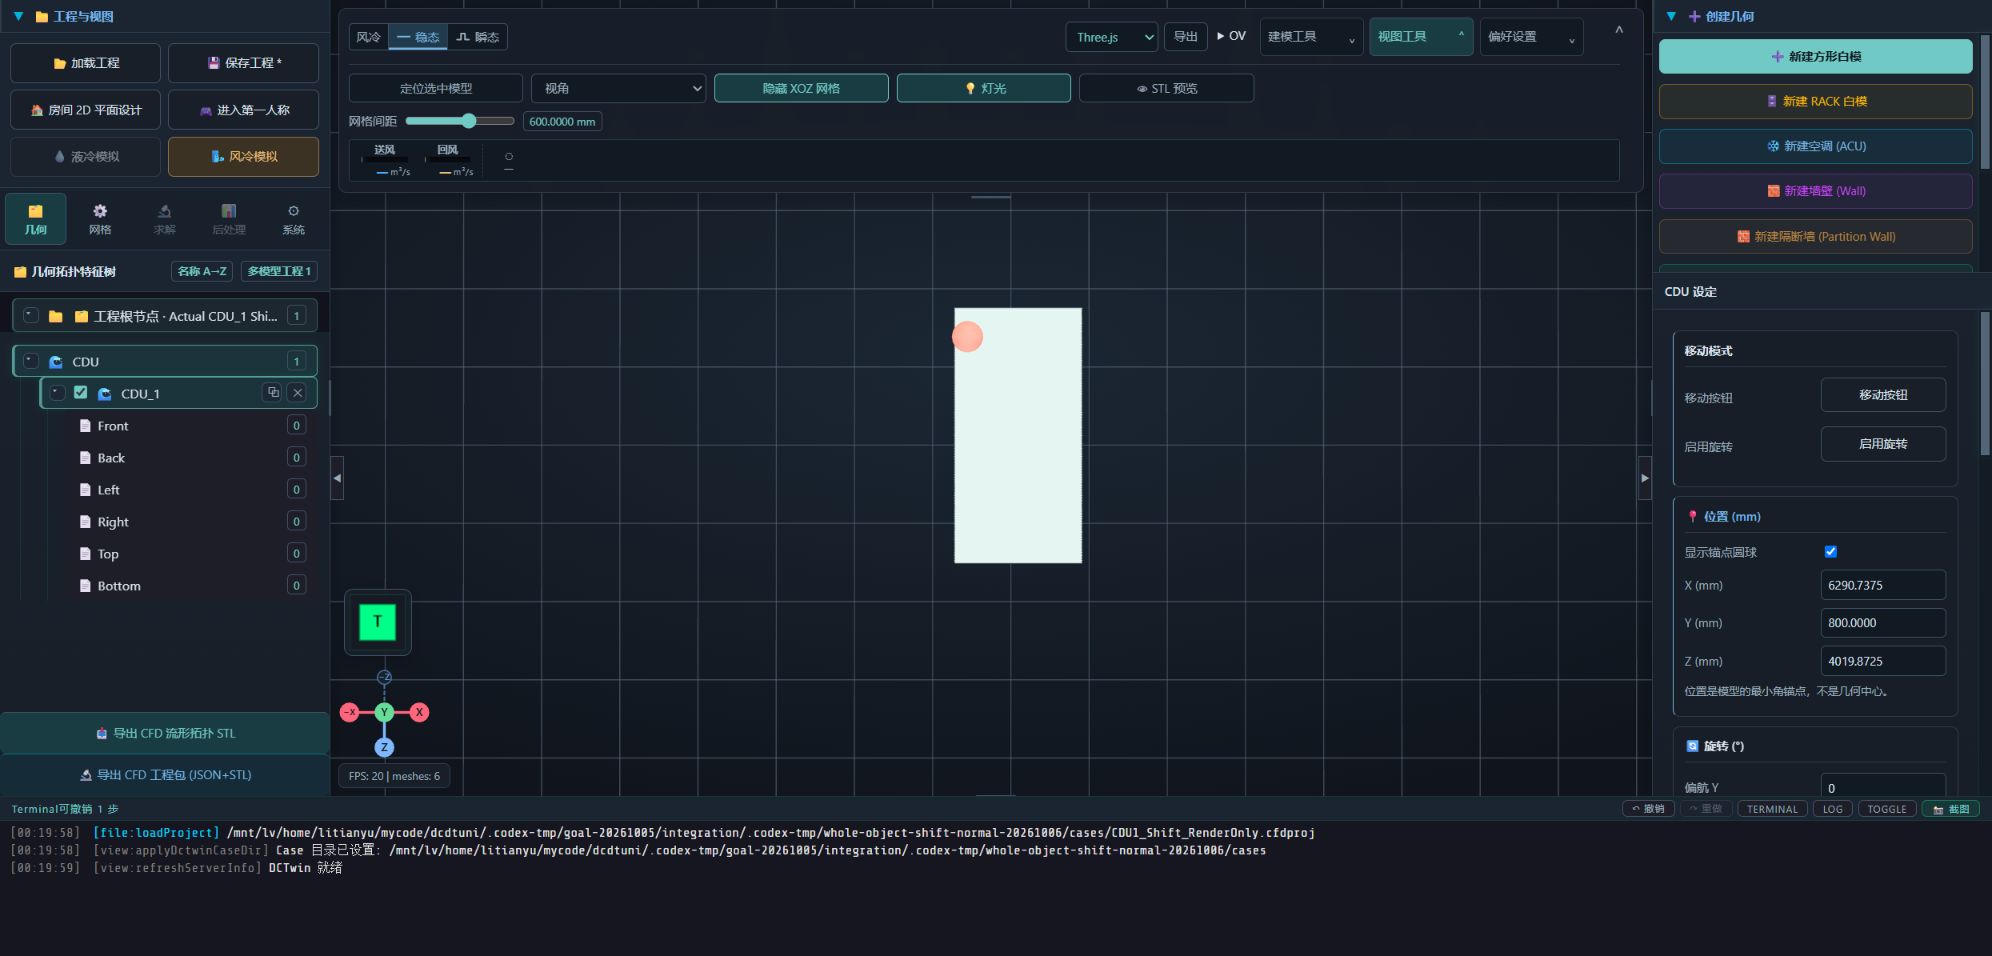 工程与视图
加载工程
保存工程 *
房间 2D 平面设计
进入第一人称
液冷模拟
风冷模拟
几何
网格
求解
后处理
系统
几何拓扑特征树
名称 A→Z
多模型工程 1
工程根节点 · Actual CDU_1 Shi...
1
CDU
1
CDU_1
Front
0
Back
0
Left
0
Right
0
Top
0
Bottom
0
导出 CFD 流形拓扑 STL
导出 CFD 工程包 (JSON+STL)
风冷
稳态
瞬态
Three.js
导出
OV
建模工具
视图工具
偏好设置
定位选中模型
视角
隐藏 XOZ 网格
灯光
STL 预览
网格间距
600.0000 mm
送风
m³/s
回风
m³/s
T
-Z
-X
Y
X
Z
FPS: 20 | meshes: 6
创建几何
新建方形白模
新建 RACK 白模
新建空调 (ACU)
新建墙壁 (Wall)
新建隔断墙 (Partition Wall)
CDU 设定
移动模式
移动按钮
移动按钮
启用旋转
启用旋转
位置 (mm)
显示锚点圆球
X (mm)
6290.7375
Y (mm)
800.0000
Z (mm)
4019.8725
位置是模型的最小角锚点，不是几何中心。
旋转 (°)
偏航 Y
0
Terminal可撤销 1 步
撤销
重做
TERMINAL
LOG
TOGGLE
截图
[00:19:58] [file:loadProject] /mnt/lv/home/litianyu/mycode/dcdtuni/.codex-tmp/goal-20261005/integration/.codex-tmp/whole-object-shift-normal-20261006/cases/CDU1_Shift_RenderOnly.cfdproj
[00:19:58] [view:applyDctwinCaseDir] Case 目录已设置: /mnt/lv/home/litianyu/mycode/dcdtuni/.codex-tmp/goal-20261005/integration/.codex-tmp/whole-object-shift-normal-20261006/cases
[00:19:59] [view:refreshServerInfo] DCTwin 就绪